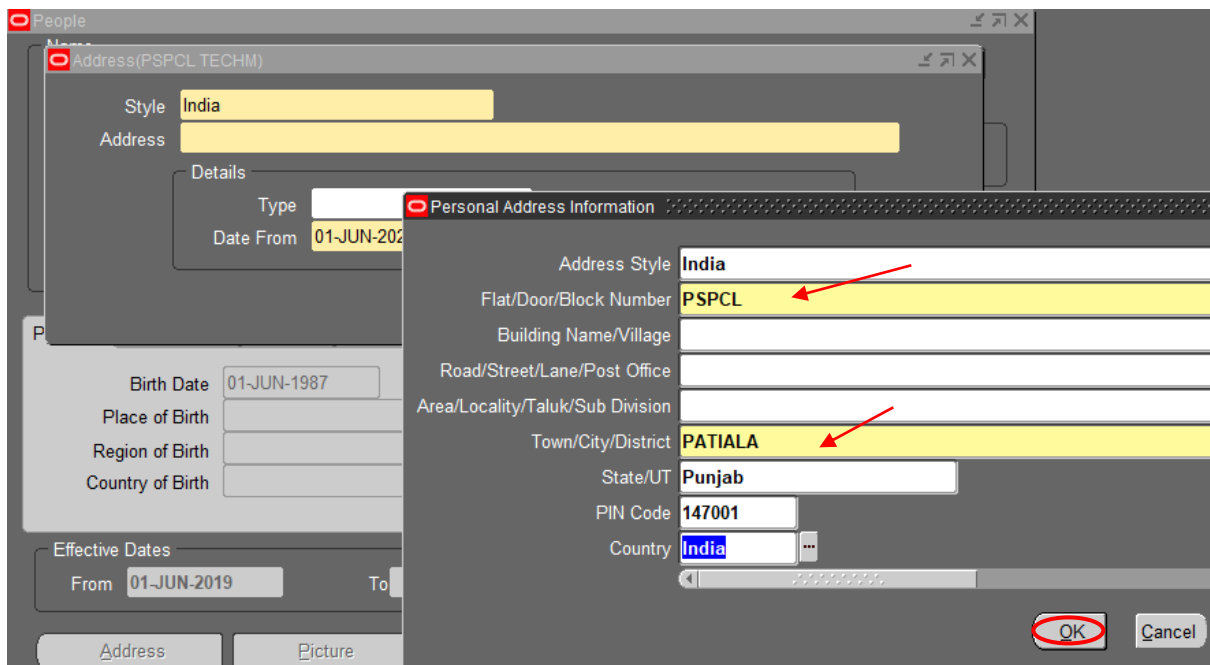 People
Name
Address(PSPCL TECHM)
Style India
Address
Details
Type
Date From 01-JUN-202
Personal Address Information
Address Style India
Flat/Door/Block Number PSPCL
Building Name/Village
Road/Street/Lane/Post Office
Area/Locality/Taluk/Sub Division
Town/City/District PATIALA
State/UT Punjab
PIN Code 147001
Country India ...
OK Cancel
P
Birth Date 01-JUN-1987
Place of Birth
Region of Birth
Country of Birth
Effective Dates
From 01-JUN-2019 To
Address Picture